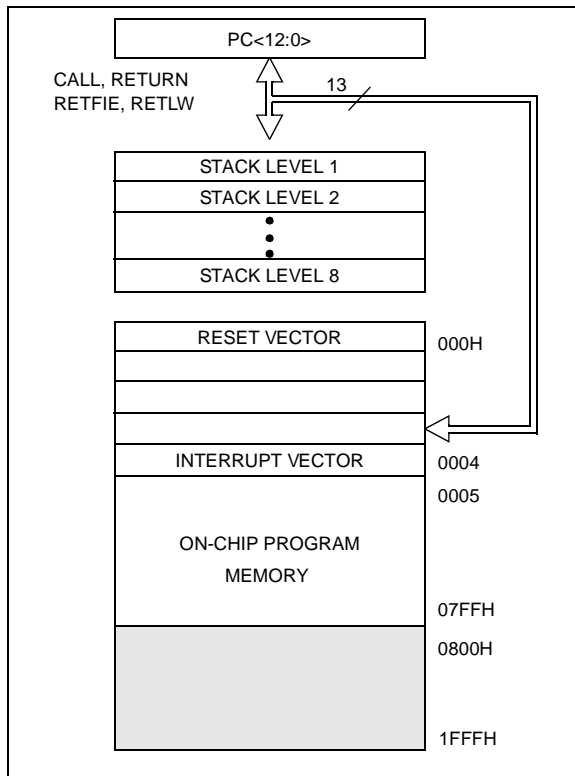 PC<12:0>
CALL, RETURN
RETFIE, RETLW
13
STACK LEVEL 1
STACK LEVEL 2
STACK LEVEL 8
RESET VECTOR
000H
INTERRUPT VECTOR
0004
0005
ON-CHIP PROGRAM
MEMORY
07FFH
0800H
1FFFH